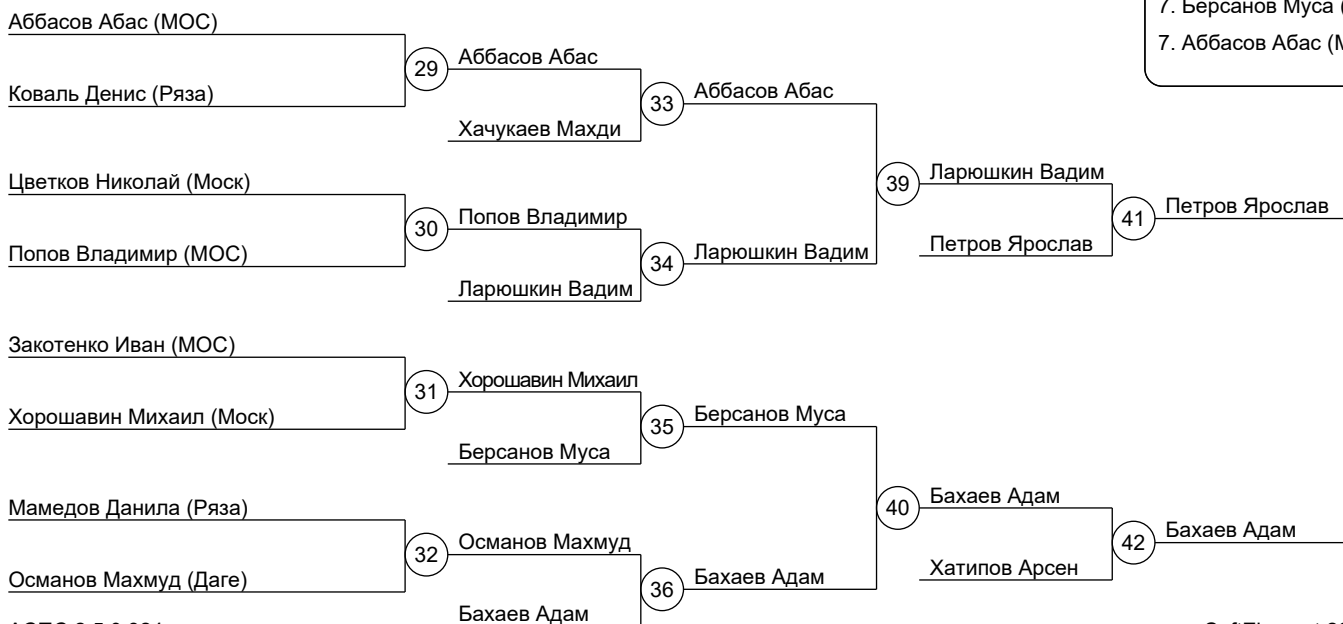 7. Берсанов Муса (
Аббасов Абас (МОС)
7. Аббасов Абас (М
Аббасов Абас
29
Коваль Денис (Ряза)
Аббасов Абас
33
Хачукаев Махди
Ларюшкин Вадим
Цветков Николай (Моск)
39
Петров Ярослав
Попов Владимир
41
30
Петров Ярослав
Попов Владимир (МОС)
Ларюшкин Вадим
34
Ларюшкин Вадим
Закотенко Иван (МОС)
Хорошавин Михаил
31
Берсанов Муса
Хорошавин Михаил (Моск)
35
Берсанов Муса
Бахаев Адам
Мамедов Данила (Ряза)
40
Бахаев Адам
Османов Махмуд
42
32
Хатипов Арсен
Османов Махмуд (Даге)
Бахаев Адам
36
Бахаев Адам